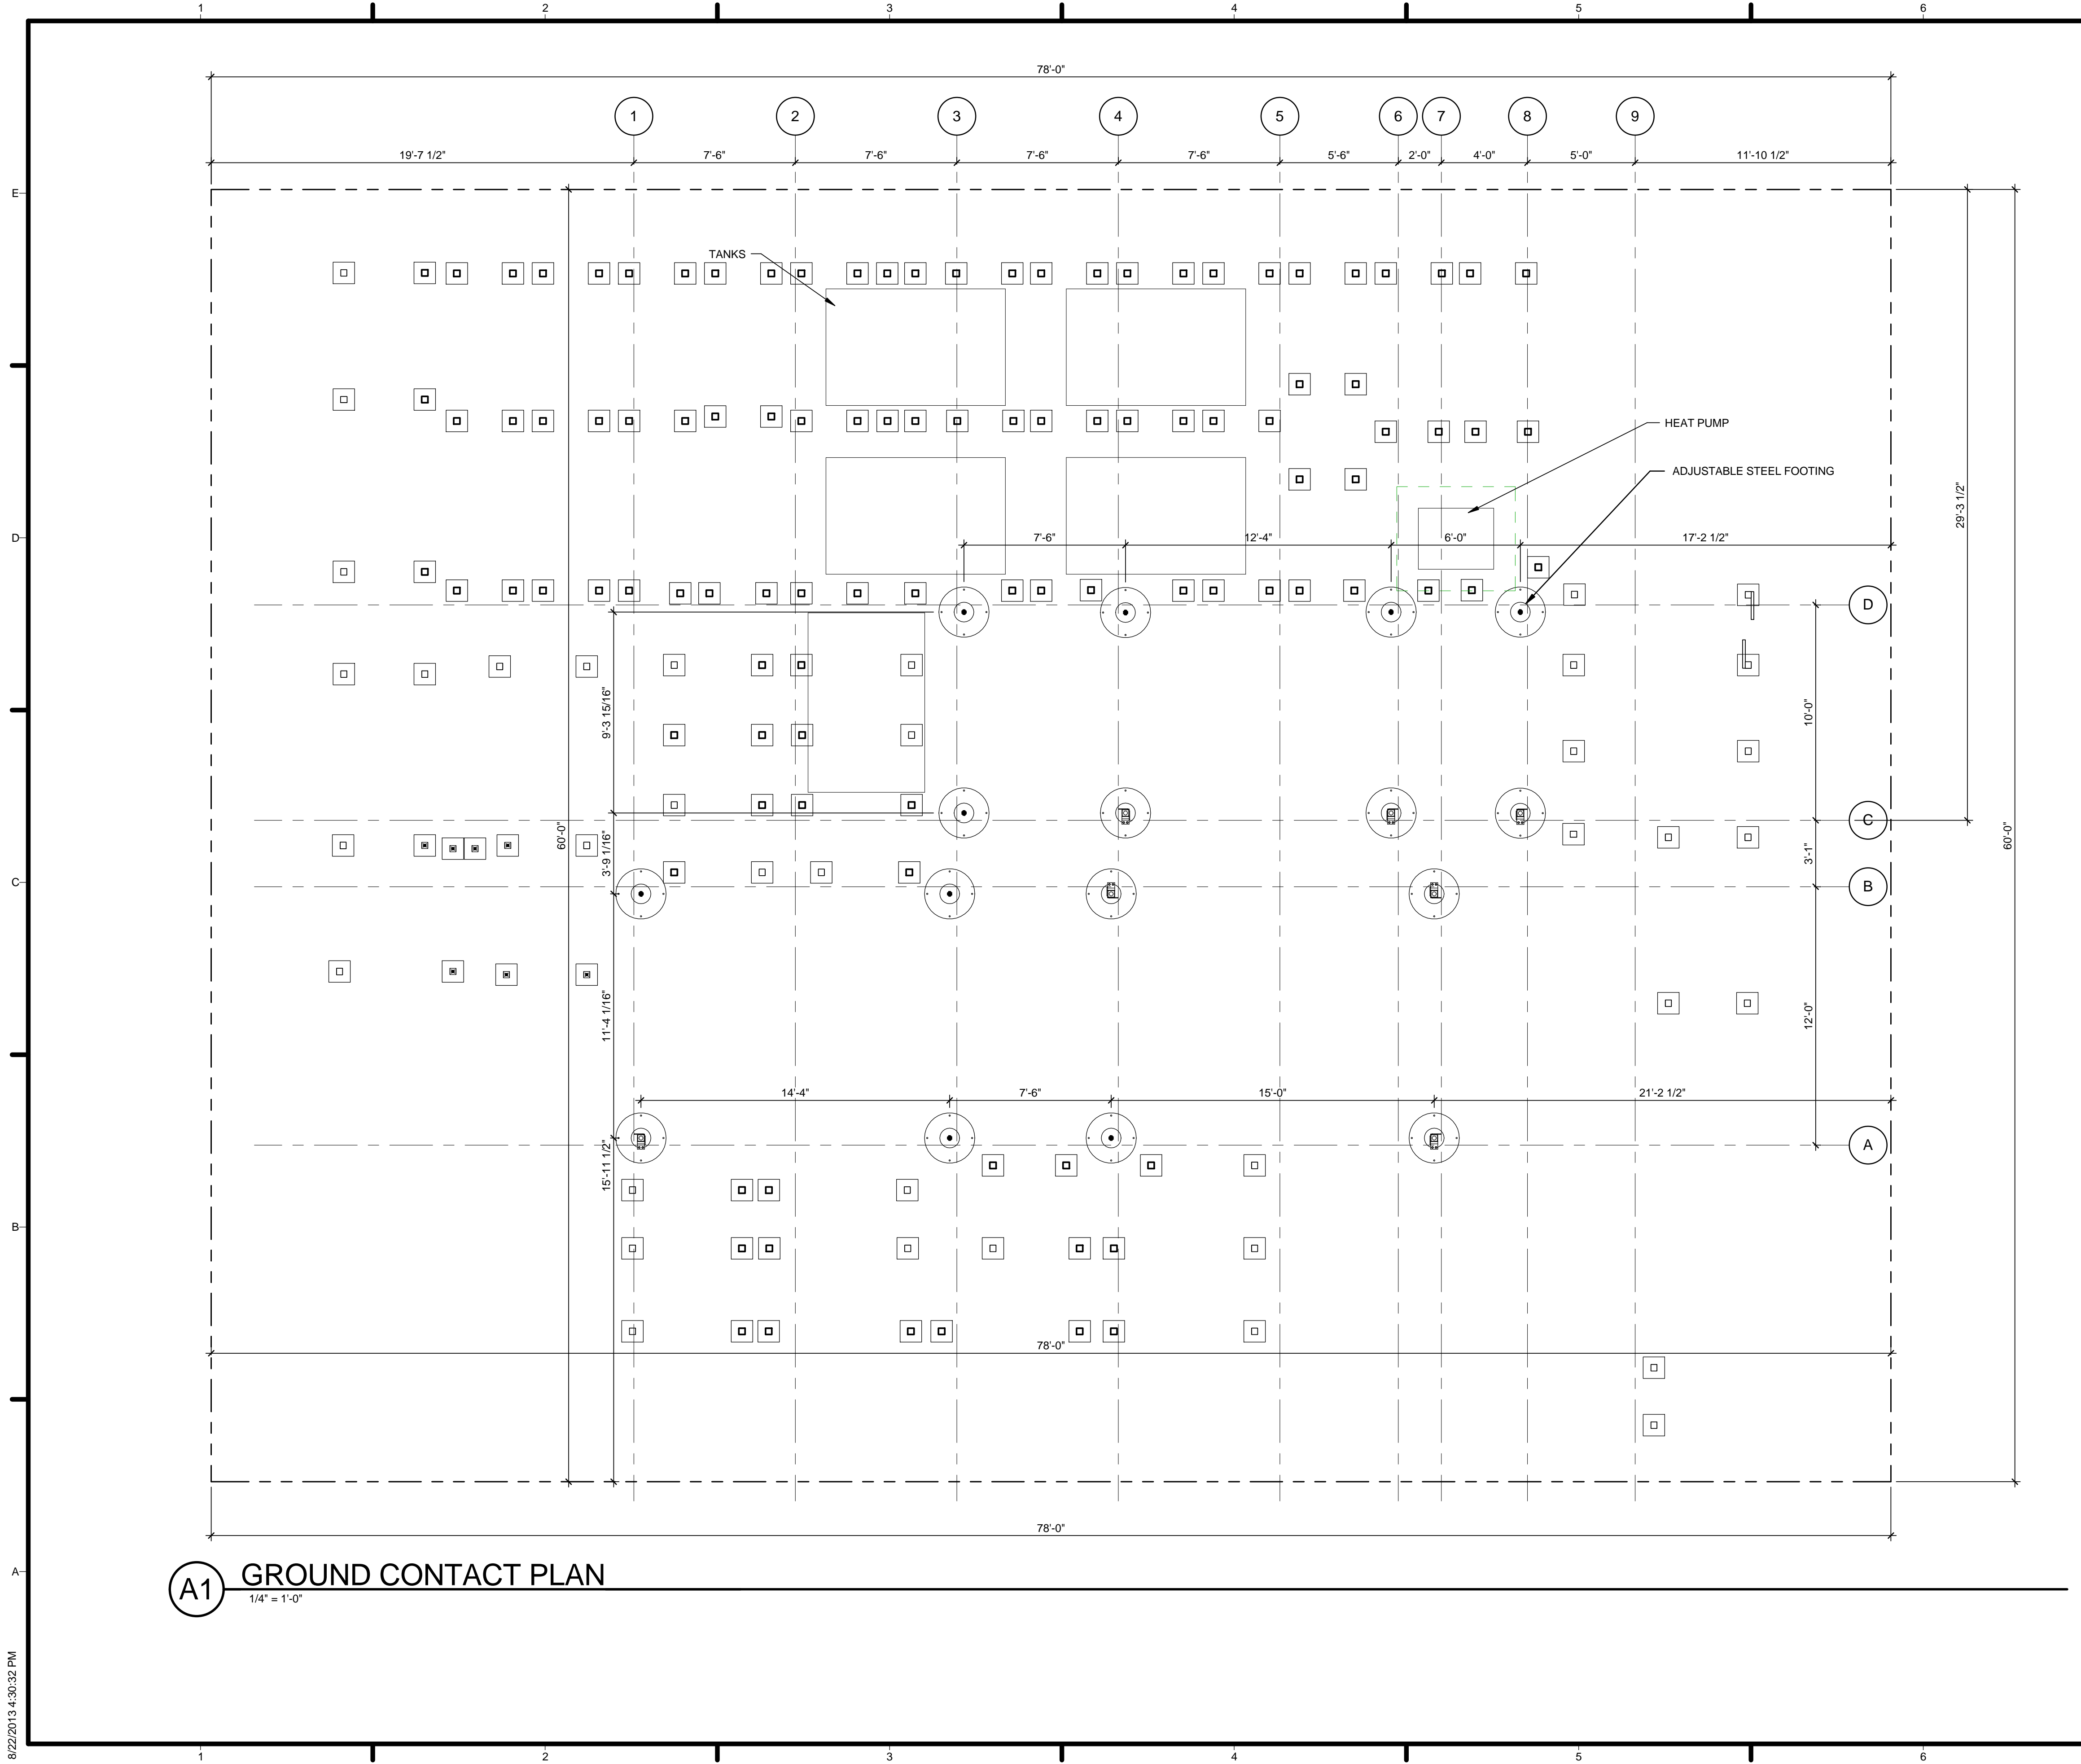 1 2 3 4 5 6
78'-0"
1 2 3 4 5 6 7 8 9
19'-7 1/2" 7'-6" 7'-6" 7'-6" 7'-6" 5'-6" 2'-0" 4'-0" 5'-0" 11'-10 1/2"
E
TANKS
HEAT PUMP
ADJUSTABLE STEEL FOOTING
29'-3 1/2"
D
7'-6" 12'-4" 6'-0" 17'-2 1/2"
D
9'-3 15/16"
10'-0"
C
60'-0"
3'-9 1/16"
3'-1"
60'-0"
C
B
11'-4 1/16"
12'-0"
14'-4" 7'-6" 15'-0" 21'-2 1/2"
A
15'-11 1/2"
B
78'-0"
78'-0"
A
A1 GROUND CONTACT PLAN
1/4" = 1'-0"
8/22/2013 4:30:32 PM
1 2 3 4 5 6